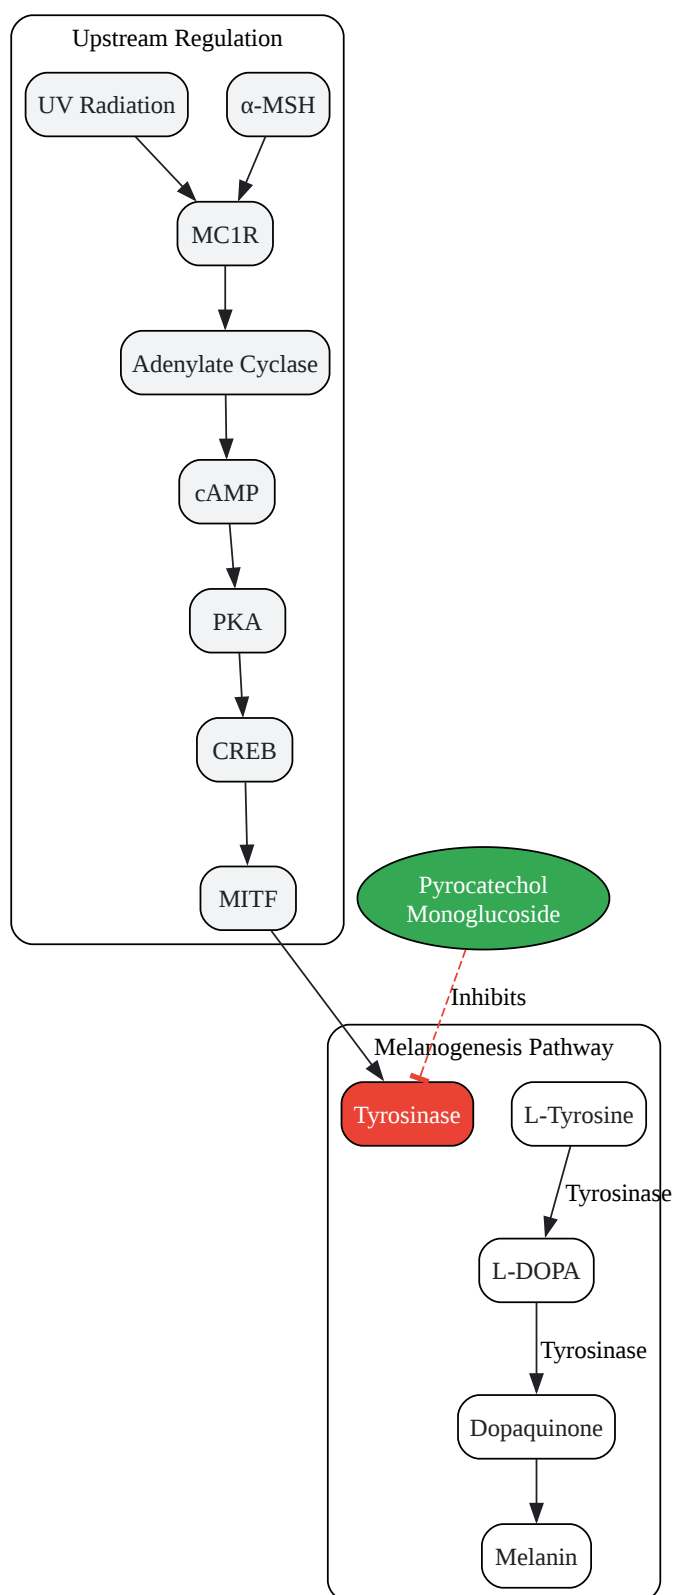 Upstream Regulation
UV Radiation
α-MSH
MC1R
Adenylate Cyclase
cAMP
PKA
CREB
MITF
Pyrocatechol
Monoglucoside
Inhibits
Melanogenesis Pathway
Tyrosinase
L-Tyrosine
Tyrosinase
L-DOPA
Tyrosinase
Dopaquinone
Melanin